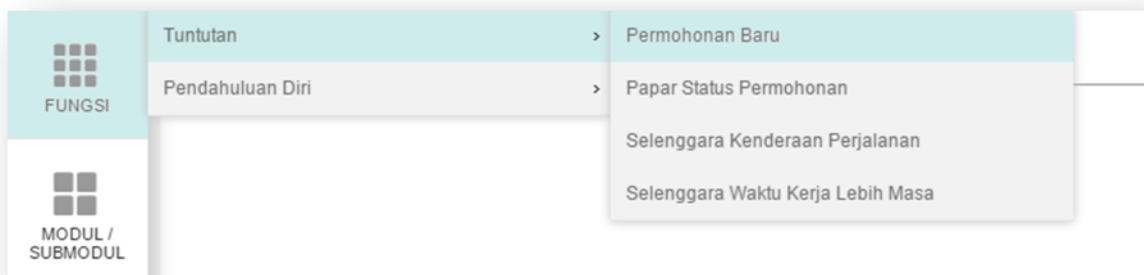 FUNGSI
MODUL /
SUBMODUL
Tuntutan
Pendahuluan Diri
Permohonan Baru
Papar Status Permohonan
Selenggara Kenderaan Perjalanan
Selenggara Waktu Kerja Lebih Masa